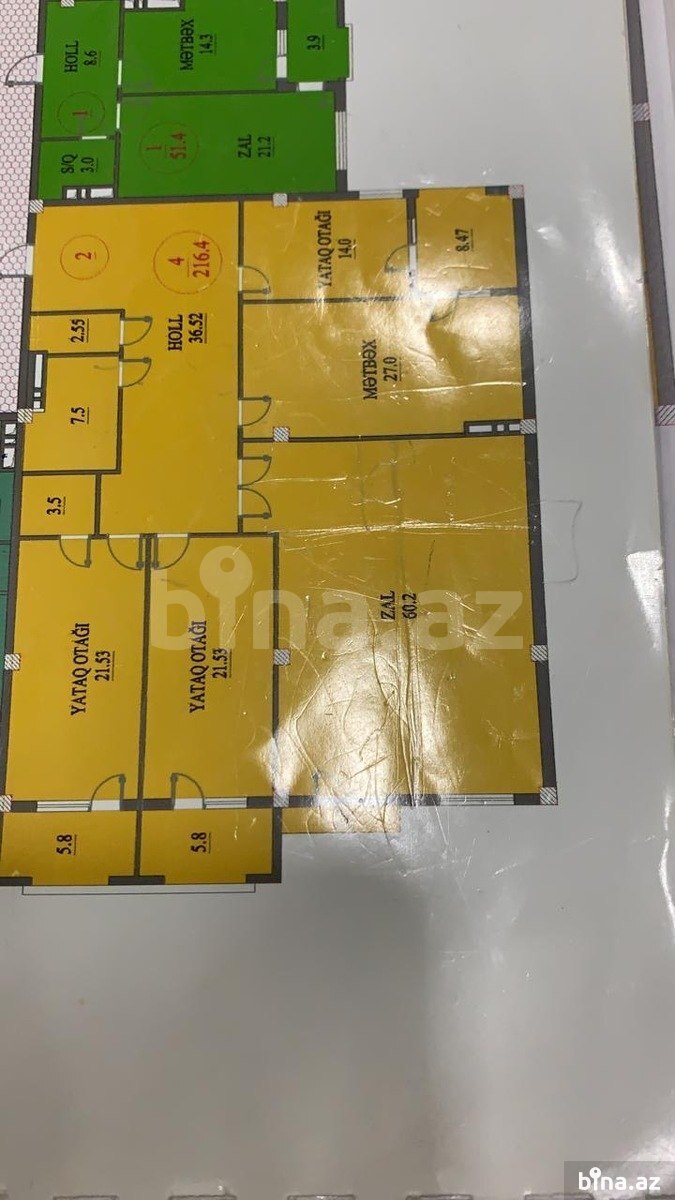 HOLL
8.6
MƏTBƏX
14.3
3.9
1
1
51.4
S/Q
3.0
ZAL
21.2
2
4
216.4
YATAQ OTAĞI
14.0
8.47
2.55
HOLL
36.52
MƏTBƏX
27.0
7.5
3.5
YATAQ OTAĞI
21.53
YATAQ OTAĞI
21.53
ZAL
60.2
bina.az
5.8
5.8
bina.az